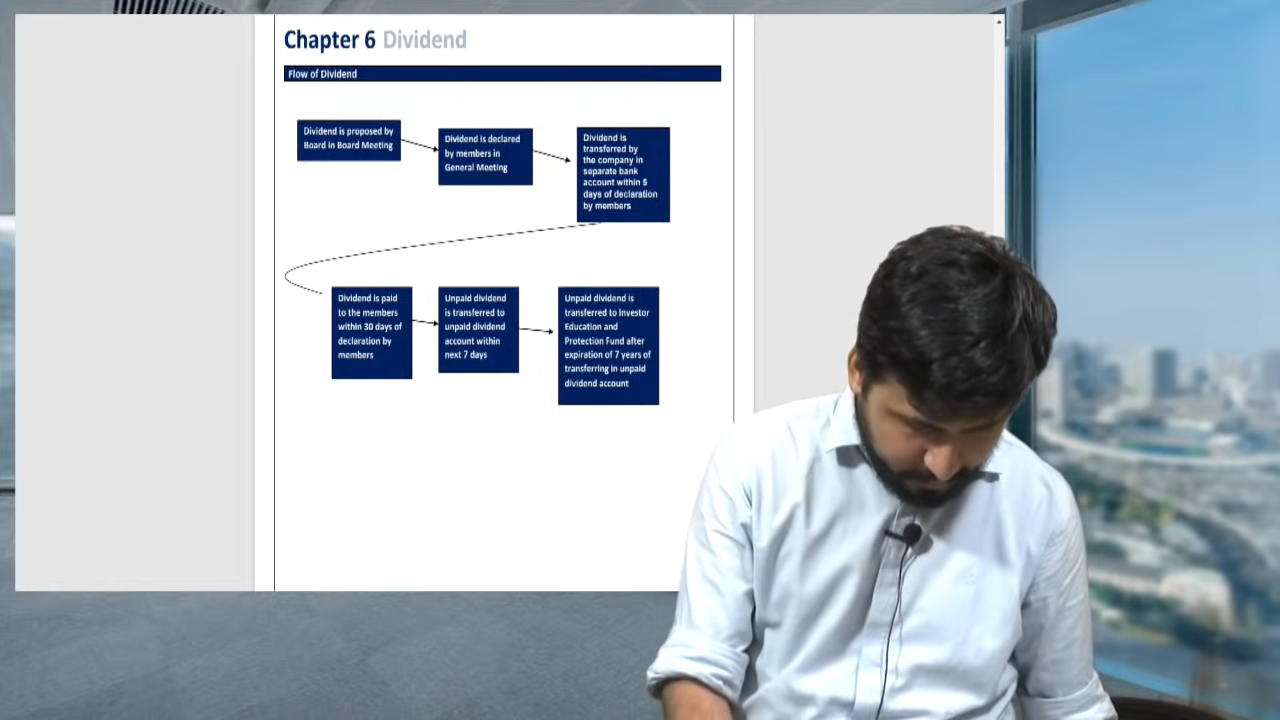 Chapter 6 Dividend
Flow of Dividend
Dividend is proposed by
Board in Board Meeting
Dividend is declared
by members in
General Meeting
Dividend is
transferred by
the company in
separate bank
account within 5
days of declaration
by members
Dividend is paid
to the members
within 30 days of
declaration by
members
Unpaid dividend
is transferred to
unpaid dividend
account within
next 7 days
Unpaid dividend is
transferred to Investor
Education and
Protection Fund after
expiration of 7 years of
transferring in unpaid
dividend account